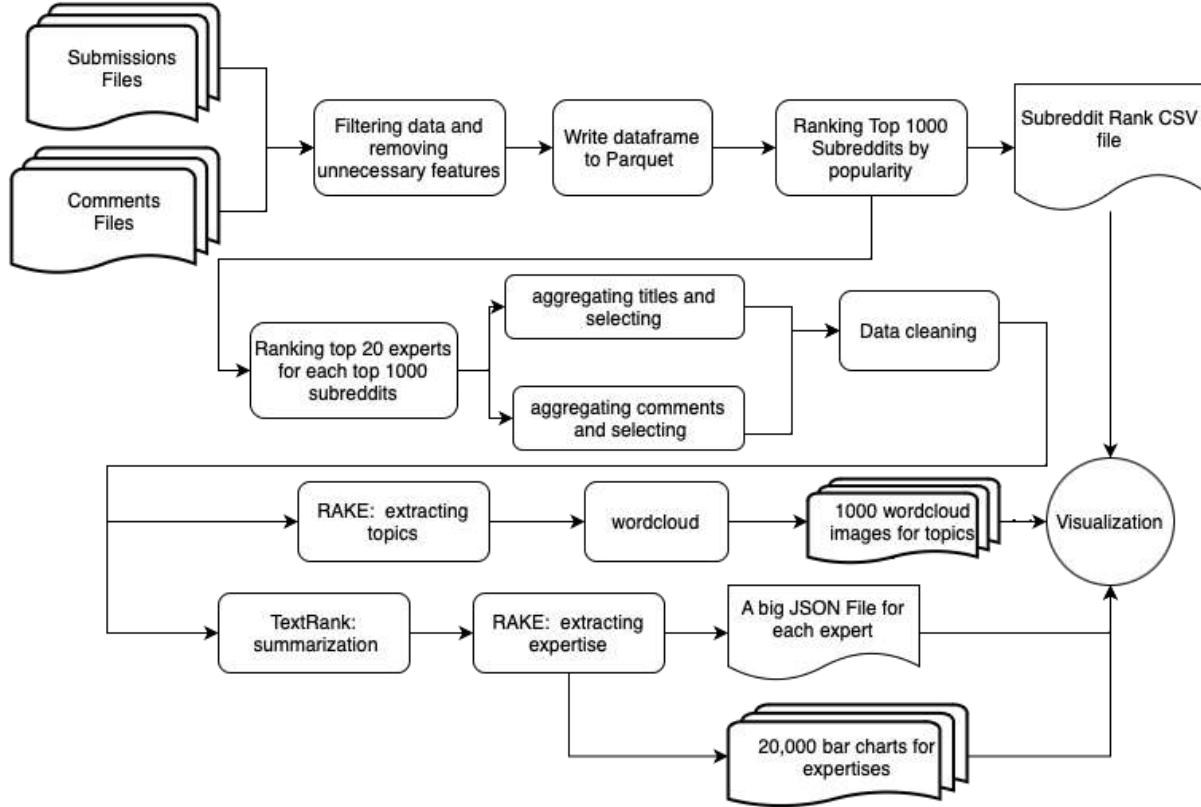 Submissions
Files
Comments
Files
Filtering data and
removing
unnecessary features
Write dataframe
to Parquet
Ranking Top 1000
Subreddits by
popularity
Subreddit Rank CSV
file
Ranking top 20 experts
for each top 1000
subreddits
aggregating titles and
selecting
aggregating comments
and selecting
Data cleaning
RAKE: extracting
topics
wordcloud
1000 wordcloud
images for topics
Visualization
TextRank:
summarization
RAKE: extracting
expertise
A big JSON File for
each expert
20,000 bar charts for
expertises